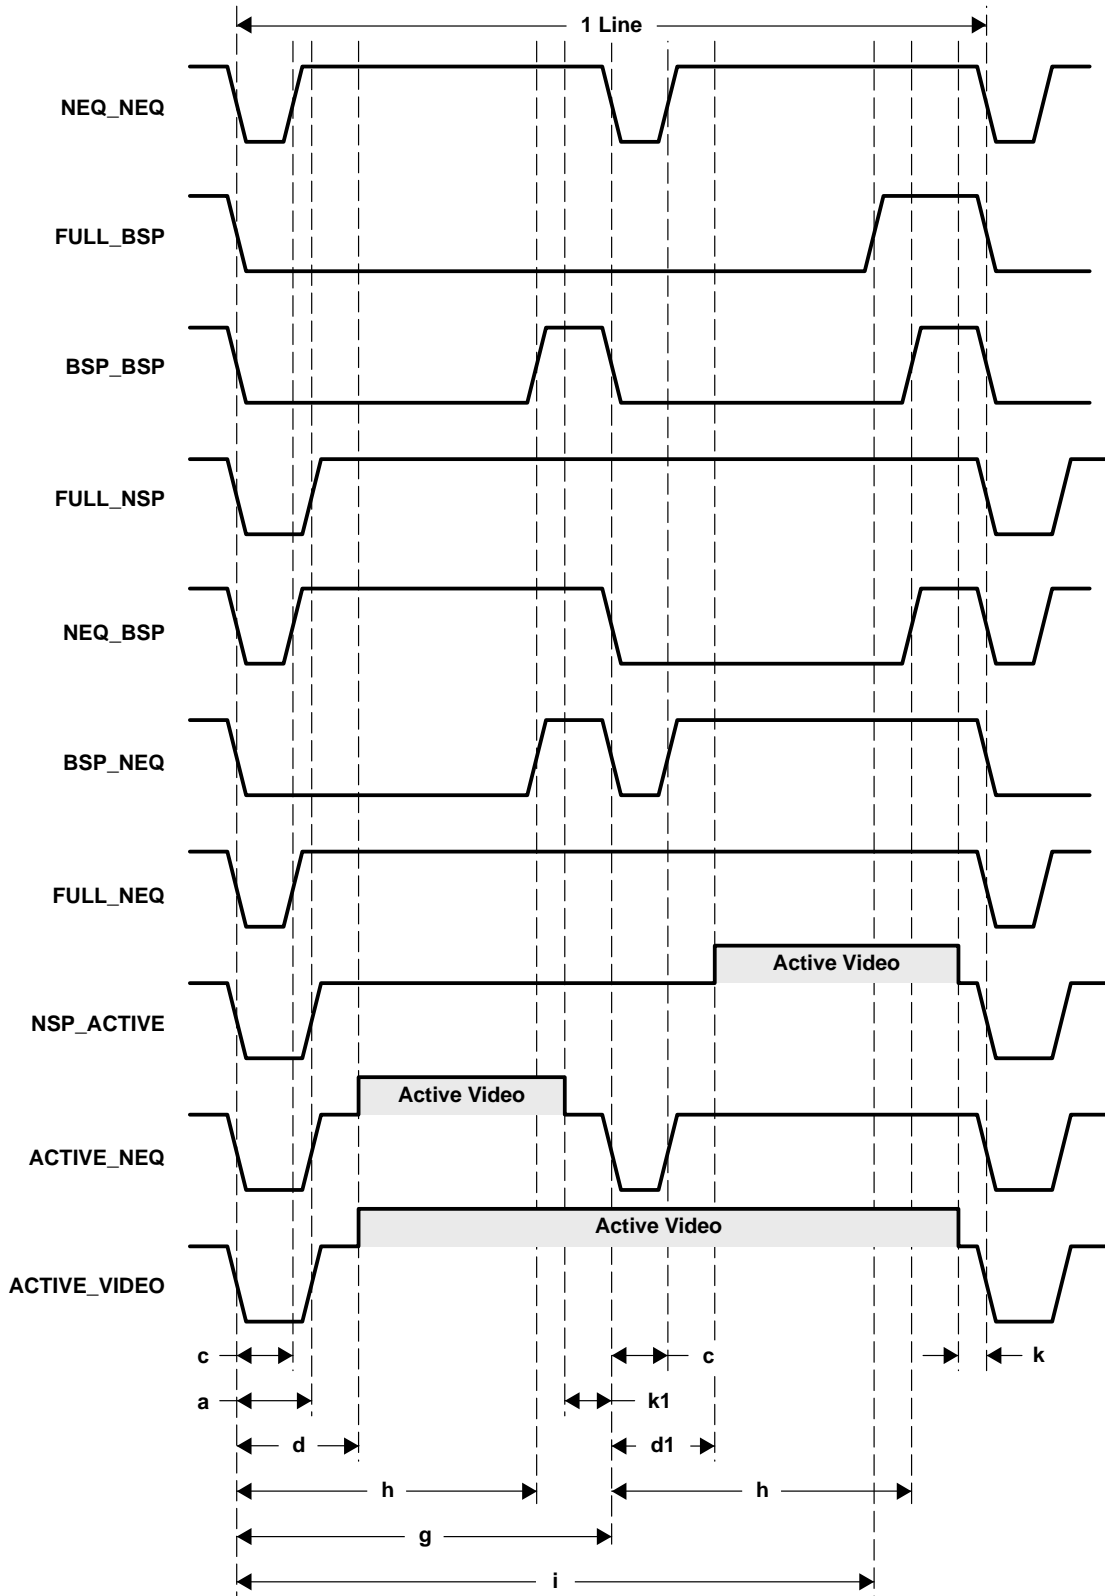 1 Line
NEQ_NEQ
FULL_BSP
BSP_BSP
FULL_NSP
NEQ_BSP
BSP_NEQ
FULL_NEQ
Active Video
NSP_ACTIVE
Active Video
ACTIVE_NEQ
Active Video
ACTIVE_VIDEO
c c k
a k1
d d1
h h
g
i